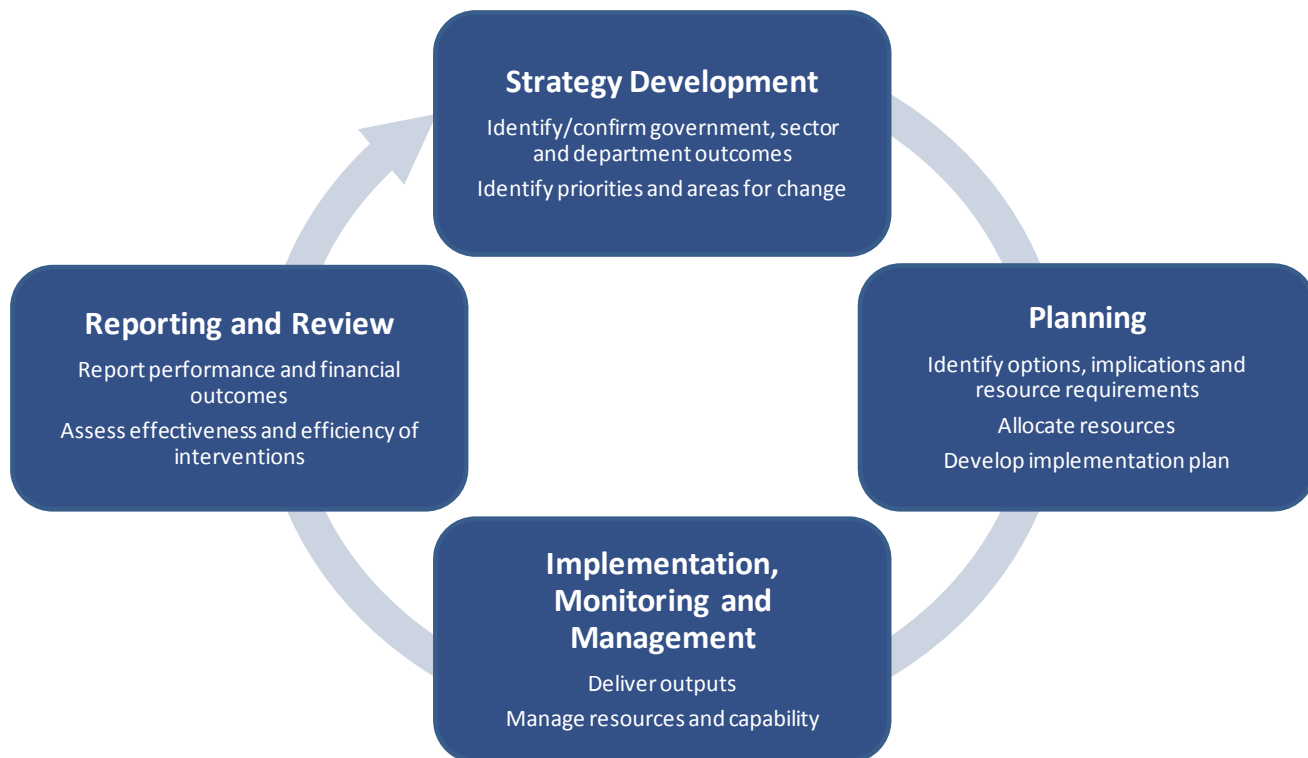 Strategy Development
Identify/confirm government, sector
and department outcomes
Identify priorities and areas for change
Planning
Identify options, implications and
resource requirements
Allocate resources
Develop implementation plan
Implementation,
Monitoring and
Management
Deliver outputs
Manage resources and capability
Reporting and Review
Report performance and financial
outcomes
Assess effectiveness and efficiency of
interventions